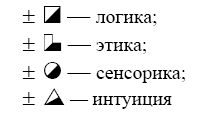 ± ◪ — логика;
± ⬕ — этика;
± ◪ — сенсорика;
± ◭ — интуиция